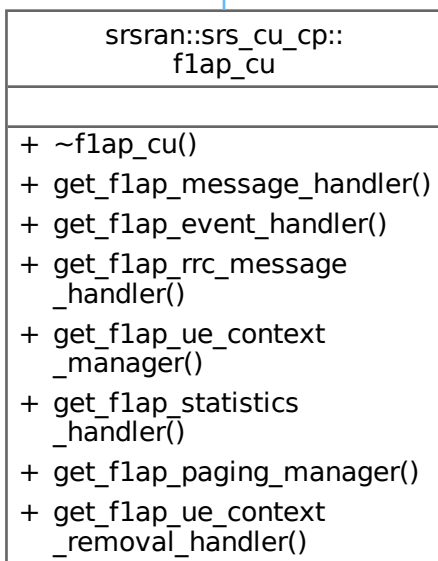 srsran::srs_cu_cp::
f1ap_cu
+ ~f1ap_cu()
+ get_f1ap_message_handler()
+ get_f1ap_event_handler()
+ get_f1ap_rrc_message
_handler()
+ get_f1ap_ue_context
_manager()
+ get_f1ap_statistics
_handler()
+ get_f1ap_paging_manager()
+ get_f1ap_ue_context
_removal_handler()